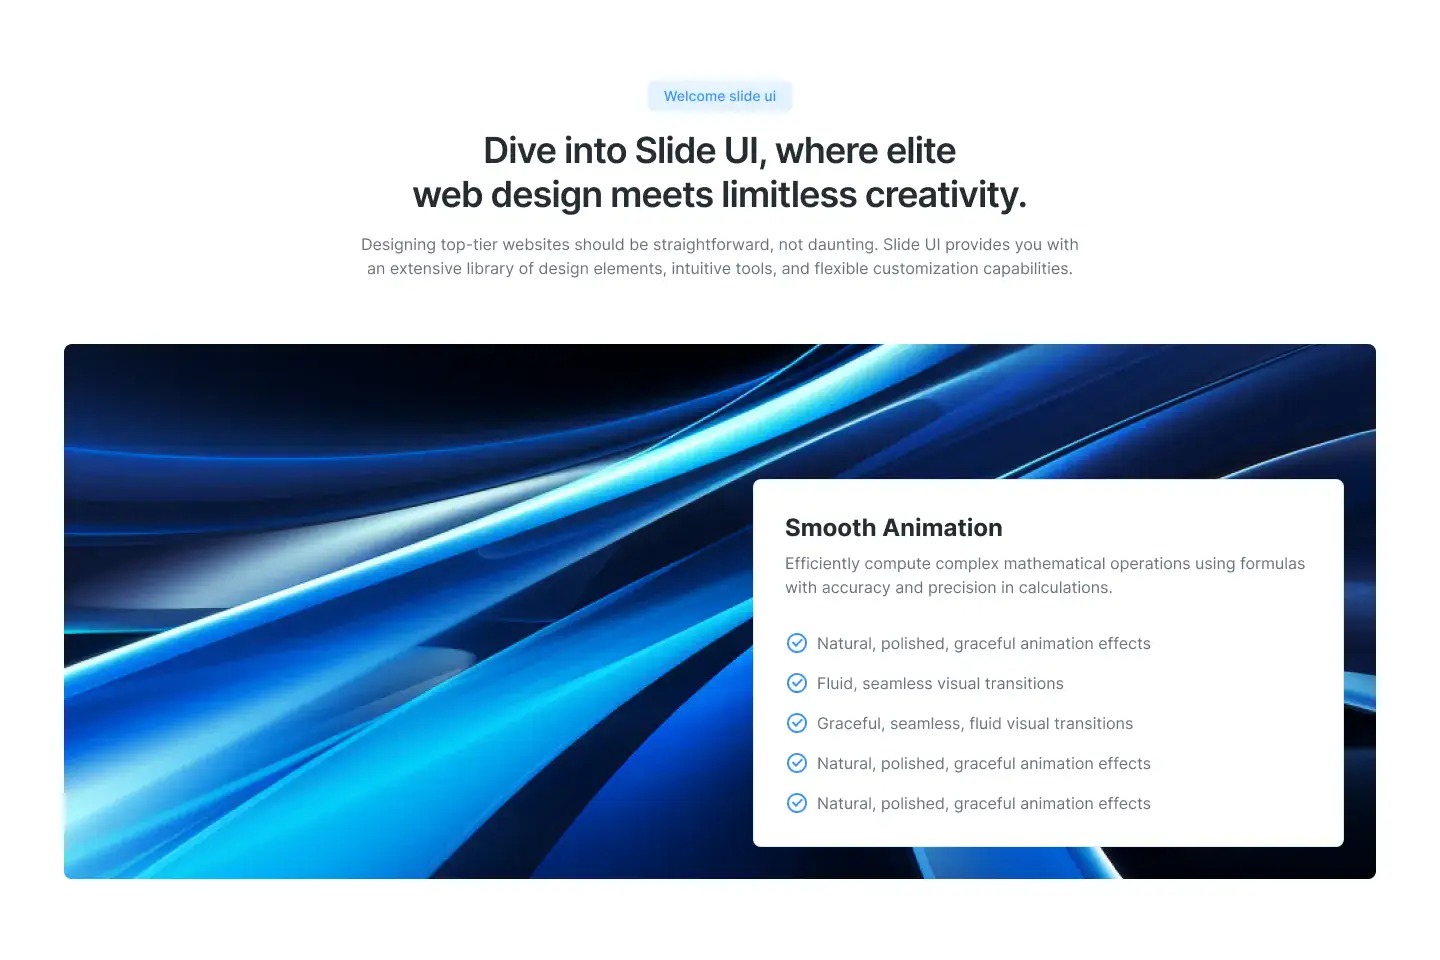 Welcome slide ui
Dive into Slide UI, where elite
web design meets limitless creativity.
Designing top-tier websites should be straightforward, not daunting. Slide UI provides you with
an extensive library of design elements, intuitive tools, and flexible customization capabilities.
Smooth Animation
Efficiently compute complex mathematical operations using formulas
with accuracy and precision in calculations.
Natural, polished, graceful animation effects
Fluid, seamless visual transitions
Graceful, seamless, fluid visual transitions
Natural, polished, graceful animation effects
Natural, polished, graceful animation effects